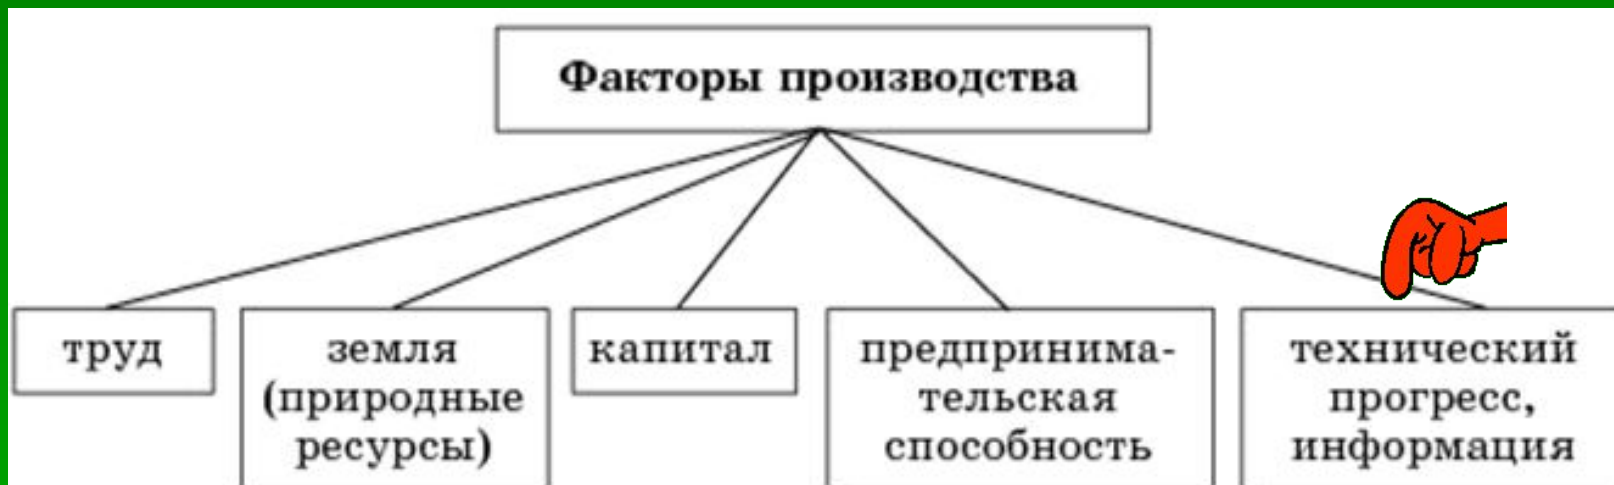 Факторы производства
труд
земля
(природные
ресурсы)
капитал
предпринима-
тельская
способность
технический
прогресс,
информация